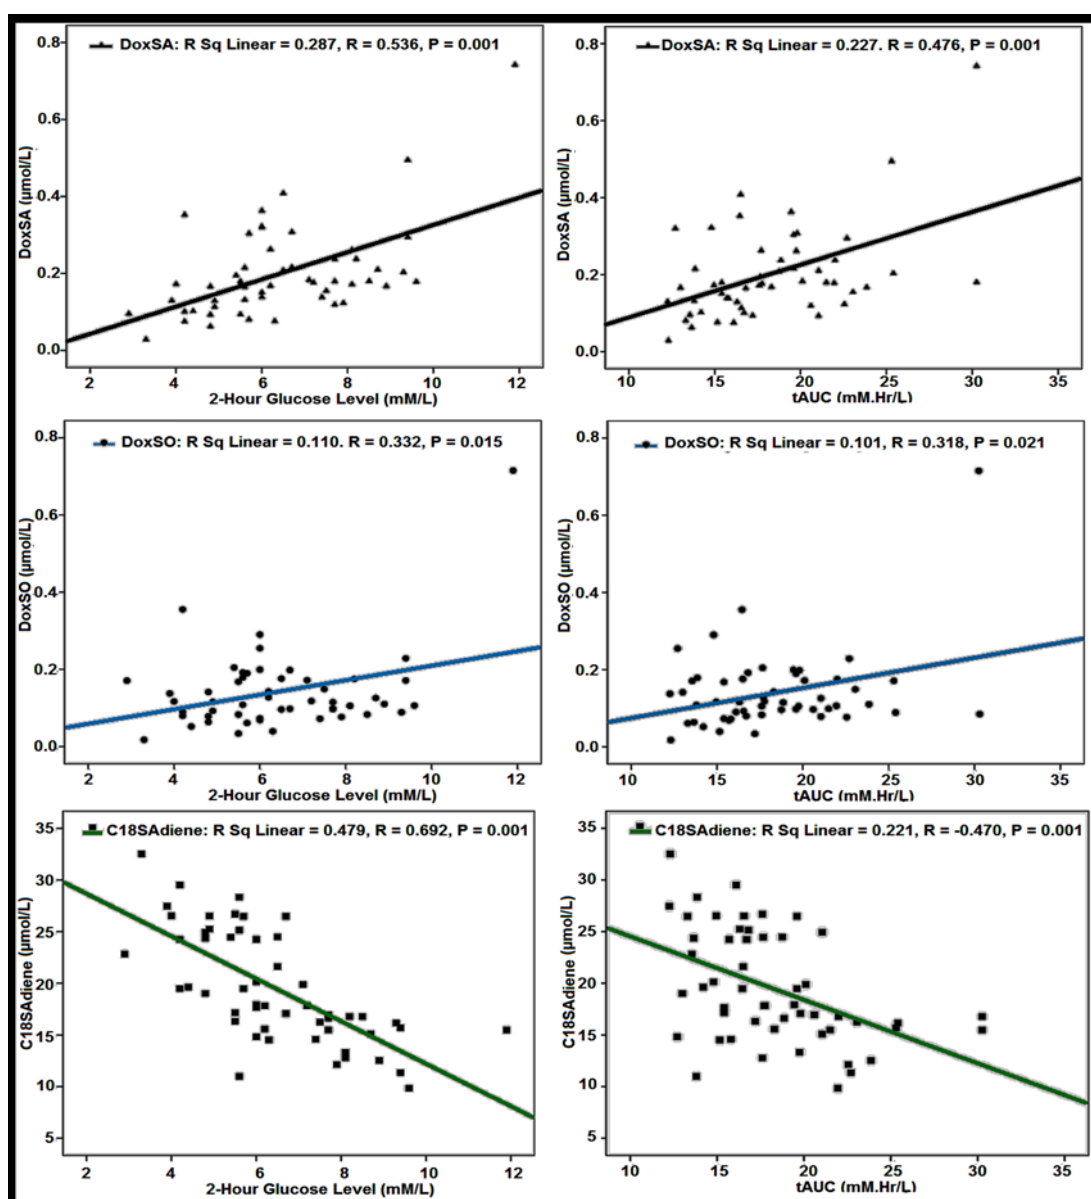 DoxSA: R Sq Linear = 0.287, R = 0.536, P = 0.001
0.8
0.6
0.4
0.2
0.0
DoxSA (µmol/L)
2 4 6 8 10 12
2-Hour Glucose Level (mM/L)
DoxSA: R Sq Linear = 0.227. R = 0.476, P = 0.001
0.8
0.6
0.4
0.2
0.0
DoxSA (µmol/L)
10 15 20 25 30 35
tAUC (mM.Hr/L)
DoxSO: R Sq Linear = 0.110. R = 0.332, P = 0.015
0.8
0.6
0.4
0.2
0.0
DoxSO (µmol/L)
2 4 6 8 10 12
2-Hour Glucose Level (mM/L)
DoxSO: R Sq Linear = 0.101, R = 0.318, P = 0.021
0.8
0.6
0.4
0.2
0.0
DoxSO (µmol/L)
10 15 20 25 30 35
tAUC (mM.Hr/L)
C18SAdiene: R Sq Linear = 0.479, R = 0.692, P = 0.001
35
30
25
20
15
10
5
C18SAdiene (µmol/L)
2 4 6 8 10 12
2-Hour Glucose Level (mM/L)
C18SAdiene: R Sq Linear = 0.221, R = -0.470, P = 0.001
35
30
25
20
15
10
5
C18SAdiene (µmol/L)
10 15 20 25 30 35
tAUC (mM.Hr/L)